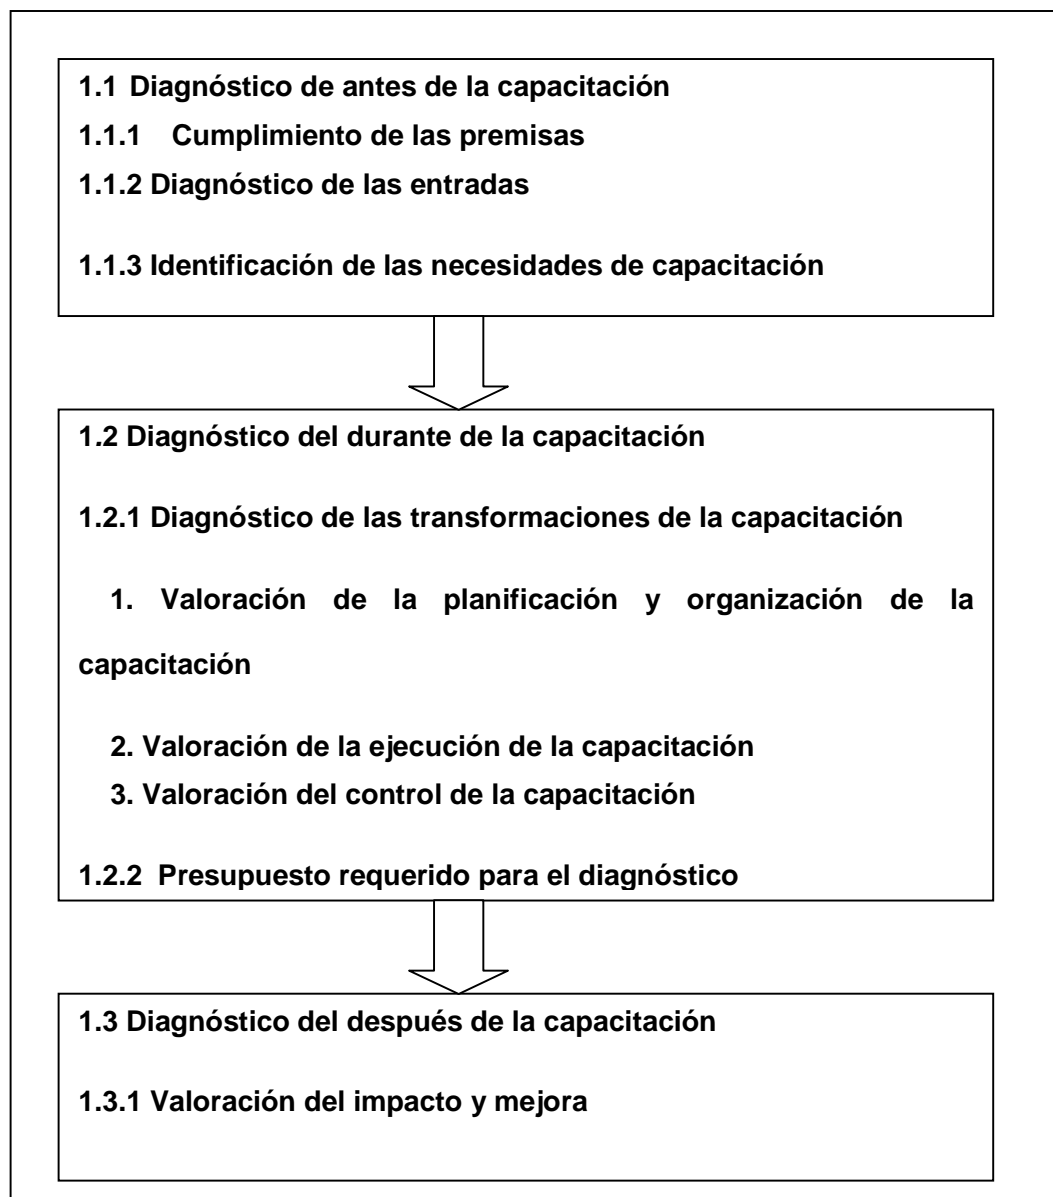 1.1 Diagnóstico de antes de la capacitación
1.1.1 Cumplimiento de las premisas
1.1.2 Diagnóstico de las entradas
1.1.3 Identificación de las necesidades de capacitación
1.2 Diagnóstico del durante de la capacitación
1.2.1 Diagnóstico de las transformaciones de la capacitación
1. Valoración de la planificación y organización de la
capacitación
2. Valoración de la ejecución de la capacitación
3. Valoración del control de la capacitación
1.2.2 Presupuesto requerido para el diagnóstico
1.3 Diagnóstico del después de la capacitación
1.3.1 Valoración del impacto y mejora